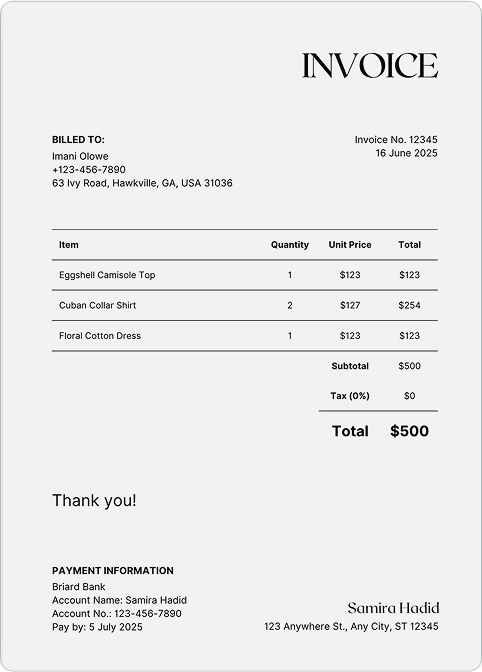 INVOICE
BILLED TO:
Imani Olowe
+123-456-7890
63 Ivy Road, Hawkville, GA, USA 31036
Invoice No. 12345
16 June 2025
Item Quantity Unit Price Total
Eggshell Camisole Top 1 $123 $123
Cuban Collar Shirt 2 $127 $254
Floral Cotton Dress 1 $123 $123
Subtotal $500
Tax (0%) $0
Total $500
Thank you!
PAYMENT INFORMATION
Briard Bank
Account Name: Samira Hadid
Account No.: 123-456-7890
Pay by: 5 July 2025
Samira Hadid
123 Anywhere St., Any City, ST 12345